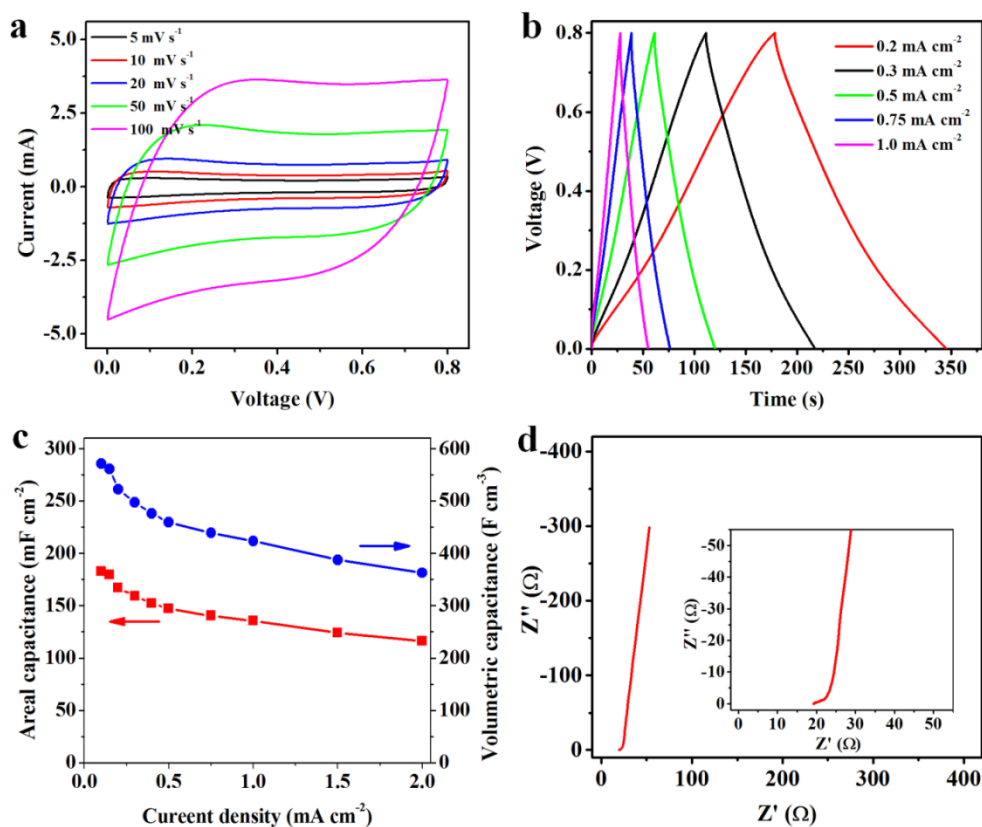 a
5 mV s⁻¹
10 mV s⁻¹
20 mV s⁻¹
50 mV s⁻¹
100 mV s⁻¹
5.0
2.5
0.0
-2.5
-5.0
Current (mA)
0.0 0.2 0.4 0.6 0.8
Voltage (V)
b
0.2 mA cm⁻²
0.3 mA cm⁻²
0.5 mA cm⁻²
0.75 mA cm⁻²
1.0 mA cm⁻²
0.8
0.6
0.4
0.2
0.0
Voltage (V)
0 50 100 150 200 250 300 350
Time (s)
c
300
250
200
150
100
50
0
Areal capacitance (mF cm⁻²)
600
500
400
300
200
100
0
Volumetric capacitance (F cm⁻³)
0.0 0.5 1.0 1.5 2.0
Cureent density (mA cm⁻²)
d
-400
-300
-200
-100
0
Z'' (Ω)
0 100 200 300 400
Z' (Ω)
-50
-40
-30
-20
-10
0
Z'' (Ω)
0 10 20 30 40 50
Z' (Ω)